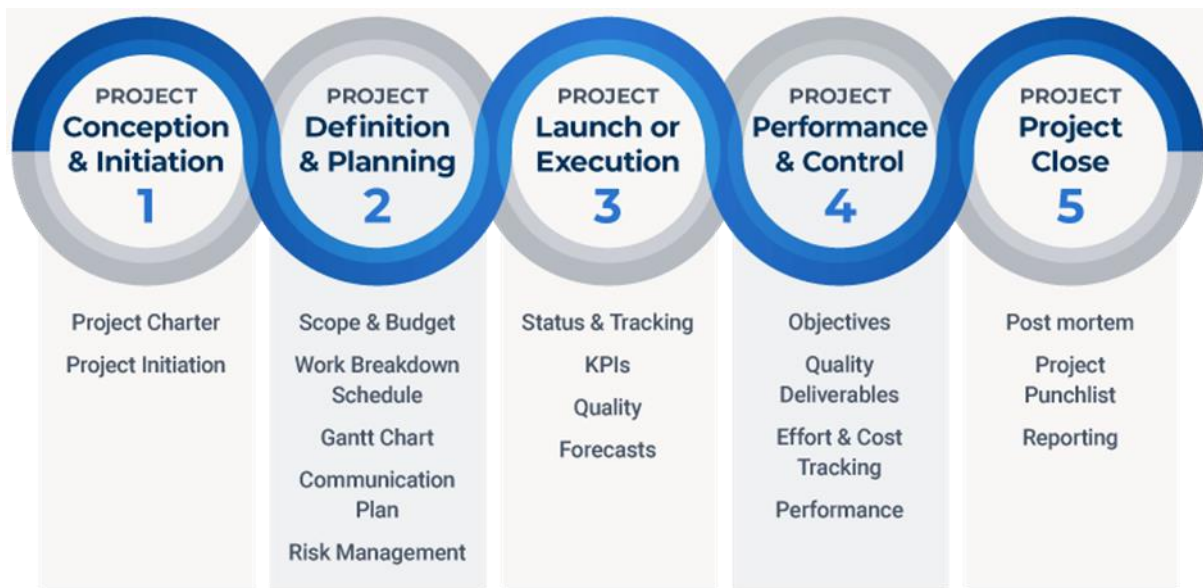 PROJECT
Conception
& Initiation
1
PROJECT
Definition
& Planning
2
PROJECT
Launch or
Execution
3
PROJECT
Performance
& Control
4
PROJECT
Project
Close
5
Project Charter
Project Initiation
Scope & Budget
Work Breakdown
Schedule
Gantt Chart
Communication
Plan
Risk Management
Status & Tracking
KPIs
Quality
Forecasts
Objectives
Quality
Deliverables
Effort & Cost
Tracking
Performance
Post mortem
Project
Punchlist
Reporting